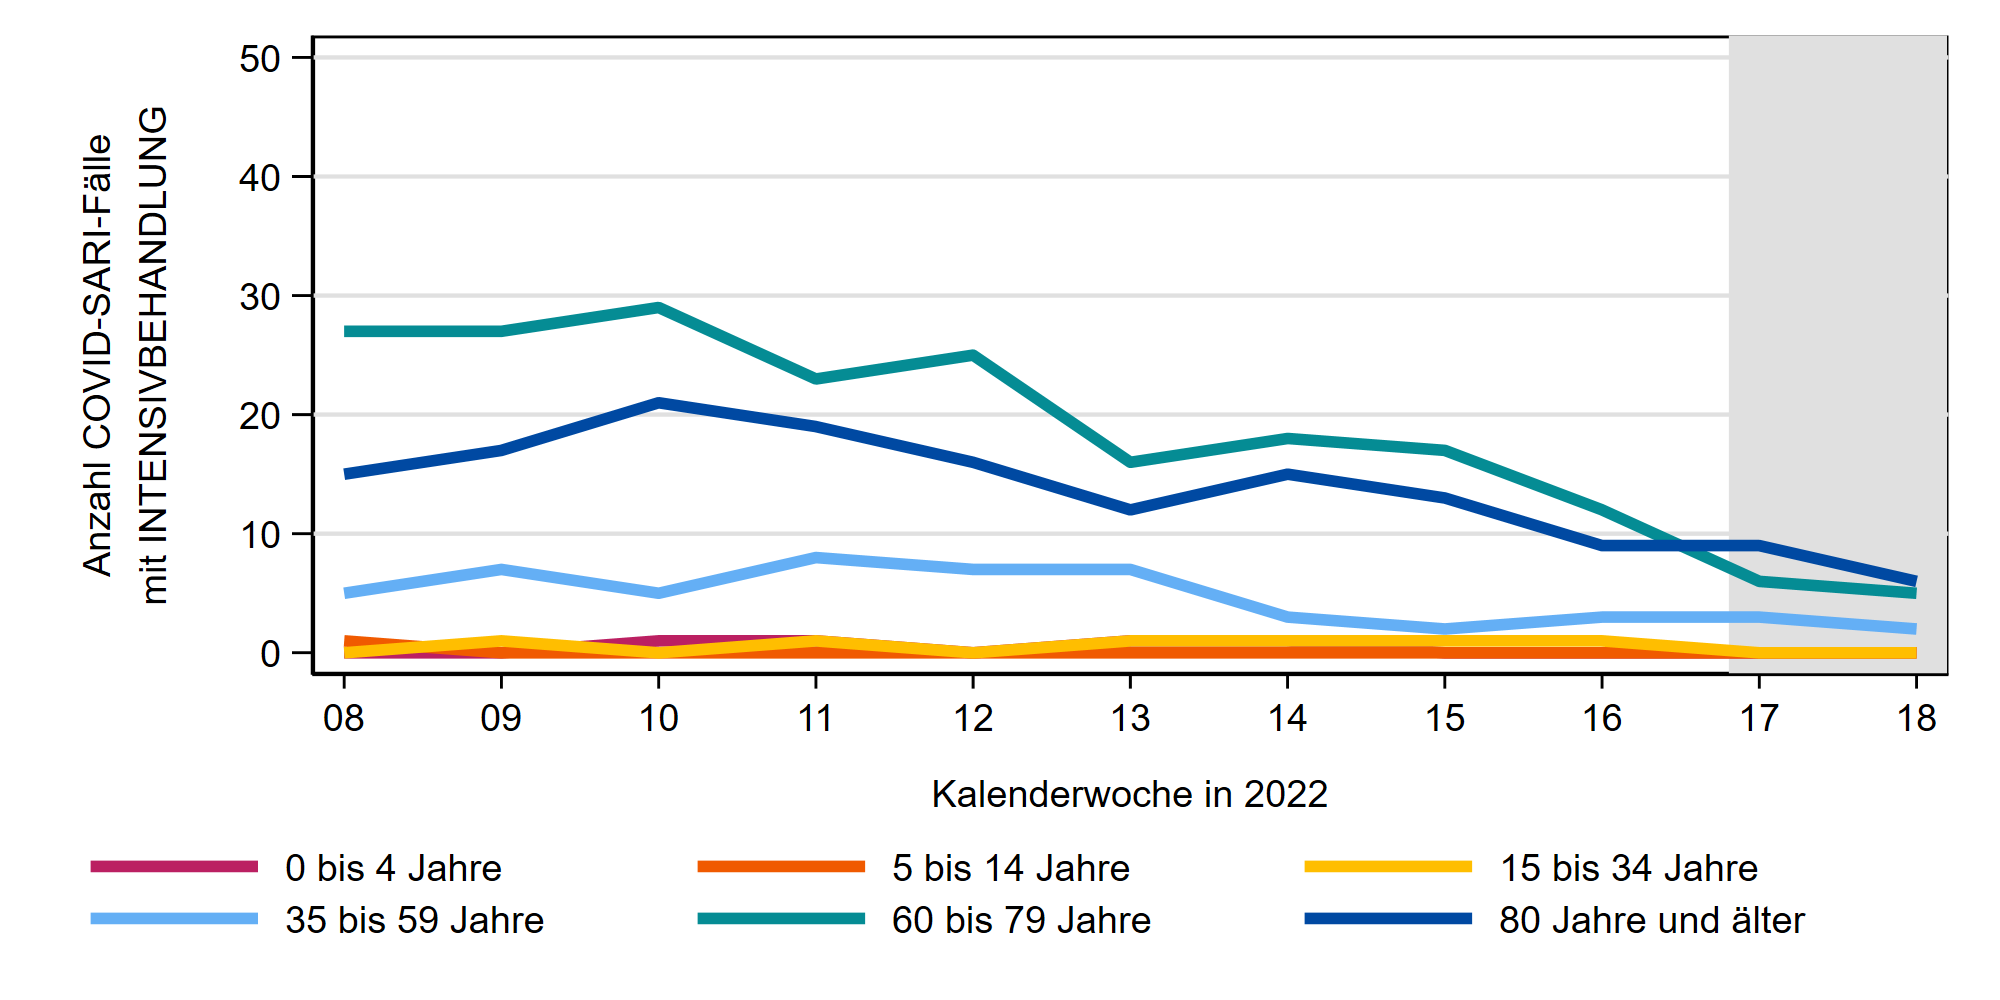 Anzahl COVID-SARI-Fälle
mit INTENSIVBEHANDLUNG
50
40
30
20
10
0
08 09 10 11 12 13 14 15 16 17 18
Kalenderwoche in 2022
0 bis 4 Jahre 5 bis 14 Jahre 15 bis 34 Jahre
35 bis 59 Jahre 60 bis 79 Jahre 80 Jahre und älter